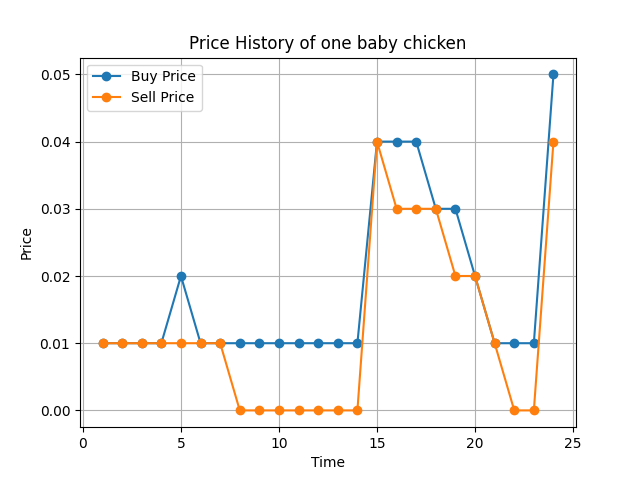 Price History of one baby chicken
Buy Price
Sell Price
0.05
0.04
0.03
0.02
0.01
0.00
Price
0 5 10 15 20 25
Time